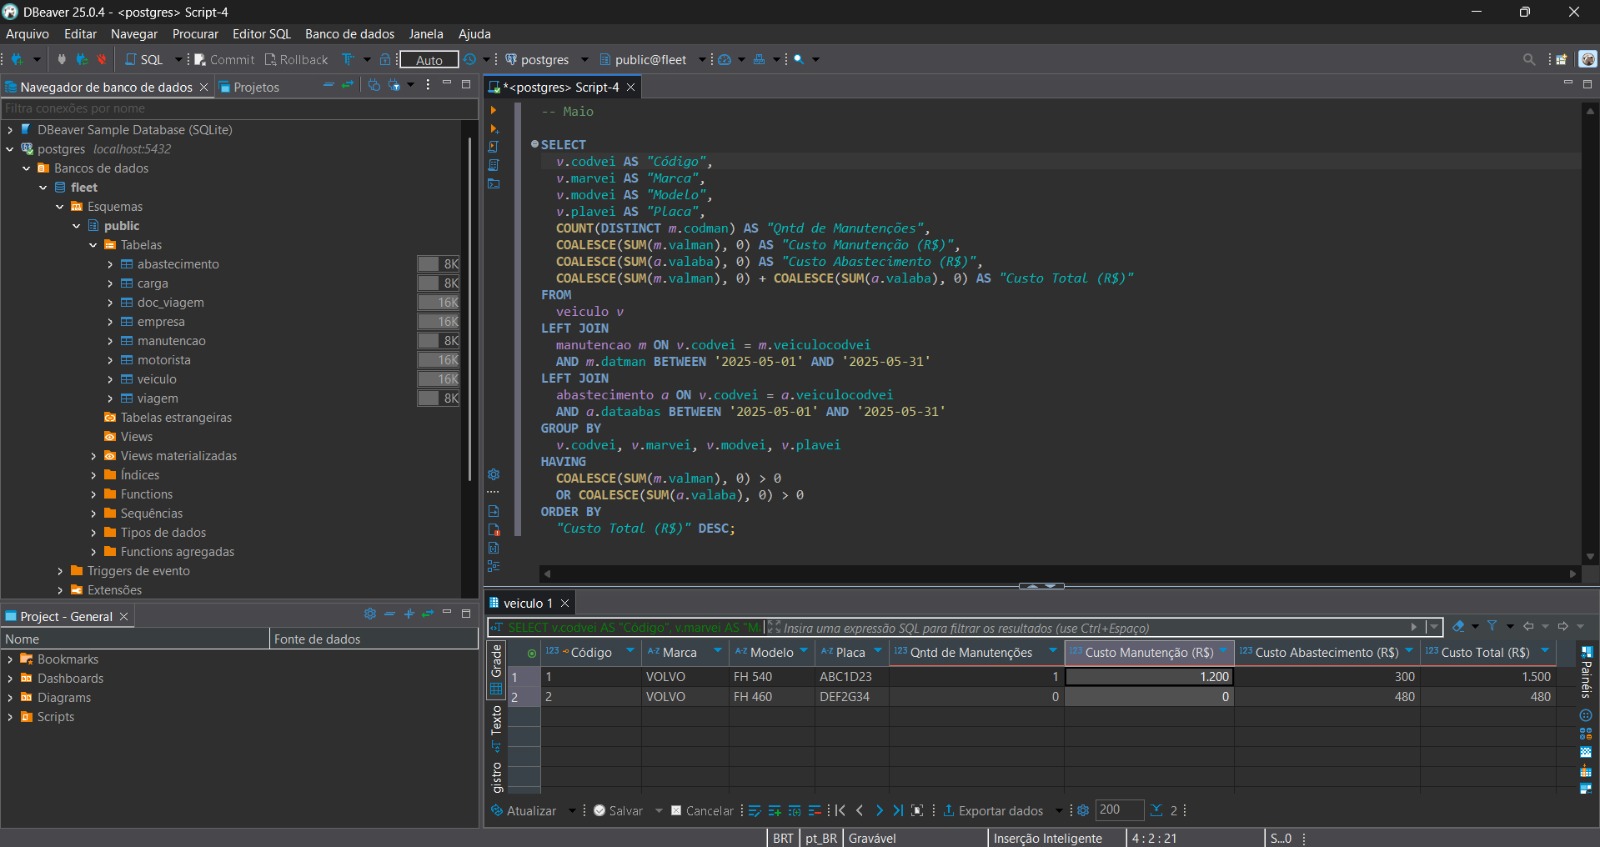 DBeaver 25.0.4 - <postgres> Script-4
Arquivo Editar Navegar Procurar Editor SQL Banco de dados Janela Ajuda
SQL Commit Rollback Auto postgres public@fleet
Navegador de banco de dados Projetos
Filtra conexões por nome
DBeaver Sample Database (SQLite)
postgres localhost:5432
Bancos de dados
fleet
Esquemas
public
Tabelas
abastecimento 8K
carga 8K
doc_viagem 16K
empresa 16K
manutencao 8K
motorista 16K
veiculo 16K
viagem 8K
Tabelas estrangeiras
Views
Views materializadas
Índices
Functions
Sequências
Tipos de dados
Functions agregadas
Triggers de evento
Extensões
Project - General
Nome Fonte de dados
Bookmarks
Dashboards
Diagrams
Scripts
*<postgres> Script-4
-- Maio
SELECT
v.codvei AS "Código",
v.marvei AS "Marca",
v.modvei AS "Modelo",
v.plavei AS "Placa",
COUNT(DISTINCT m.codman) AS "Qntd de Manutenções",
COALESCE(SUM(m.valman), 0) AS "Custo Manutenção (R$)",
COALESCE(SUM(a.valaba), 0) AS "Custo Abastecimento (R$)",
COALESCE(SUM(m.valman), 0) + COALESCE(SUM(a.valaba), 0) AS "Custo Total (R$)"
FROM
veiculo v
LEFT JOIN
manutencao m ON v.codvei = m.veiculocodvei
AND m.datman BETWEEN '2025-05-01' AND '2025-05-31'
LEFT JOIN
abastecimento a ON v.codvei = a.veiculocodvei
AND a.dataabas BETWEEN '2025-05-01' AND '2025-05-31'
GROUP BY
v.codvei, v.marvei, v.modvei, v.plavei
HAVING
COALESCE(SUM(m.valman), 0) > 0
OR COALESCE(SUM(a.valaba), 0) > 0
ORDER BY
"Custo Total (R$)" DESC;
veiculo 1
SELECT v.codvei AS "Código", v.marvei AS "M Insira uma expressão SQL para filtrar os resultados (use Ctrl+Espaço)
Grade
Texto
gistro
Painéis
123 Código A-Z Marca A-Z Modelo A-Z Placa 123 Qntd de Manutenções 123 Custo Manutenção (R$) 123 Custo Abastecimento (R$) 123 Custo Total (R$)
1 1 VOLVO FH 540 ABC1D23 1 1.200 300 1.500
2 2 VOLVO FH 460 DEF2G34 0 0 480 480
Atualizar Salvar Cancelar Exportar dados 200 2
BRT pt_BR Gravável Inserção Inteligente 4 : 2 : 21 S...0